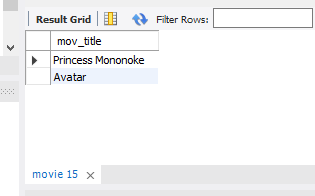 Result Grid Filter Rows:
mov_title
Princess Mononoke
Avatar
movie 15